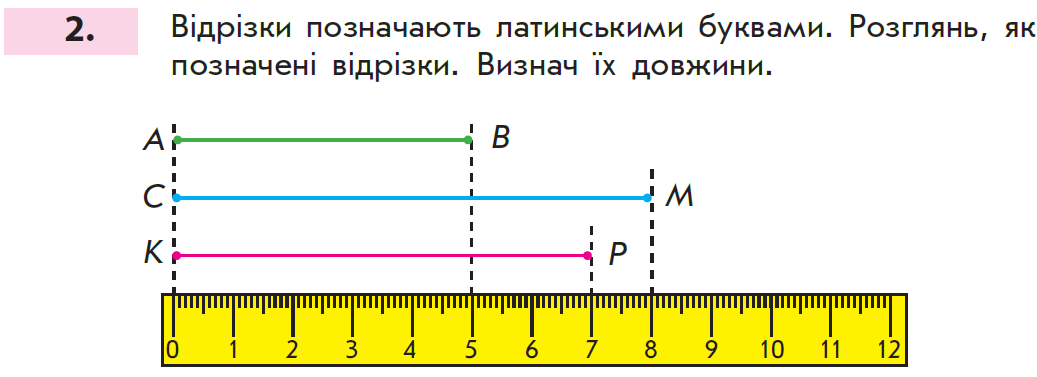 2. Відрізки позначають латинськими буквами. Розглянь, як
позначені відрізки. Визнач їх довжини.
A B
C M
K P
0 1 2 3 4 5 6 7 8 9 10 11 12